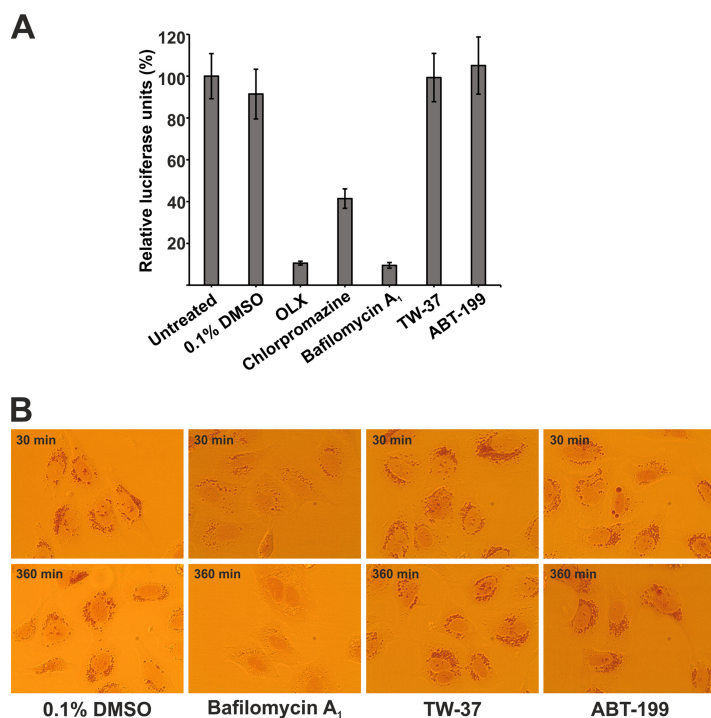 A
Relative luciferase units (%)
120
100
80
60
40
20
Untreated
0.1% DMSO
OLX
Chlorpromazine
Bafilomycin A₁
TW-37
ABT-199
B
30 min
30 min
30 min
30 min
360 min
360 min
360 min
360 min
0.1% DMSO
Bafilomycin A₁
TW-37
ABT-199